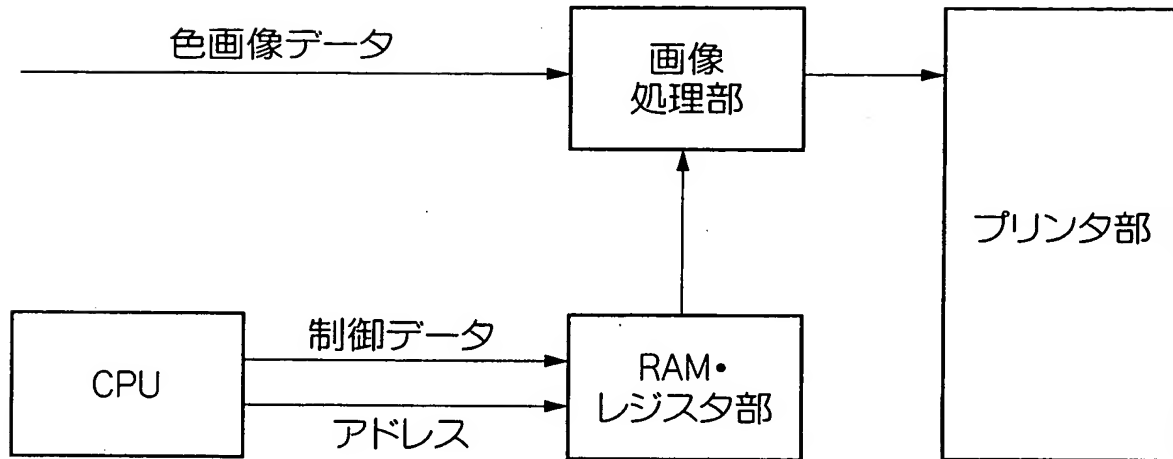 色画像データ
画像
処理部
プリンタ部
CPU
制御データ
アドレス
RAM・
レジスタ部